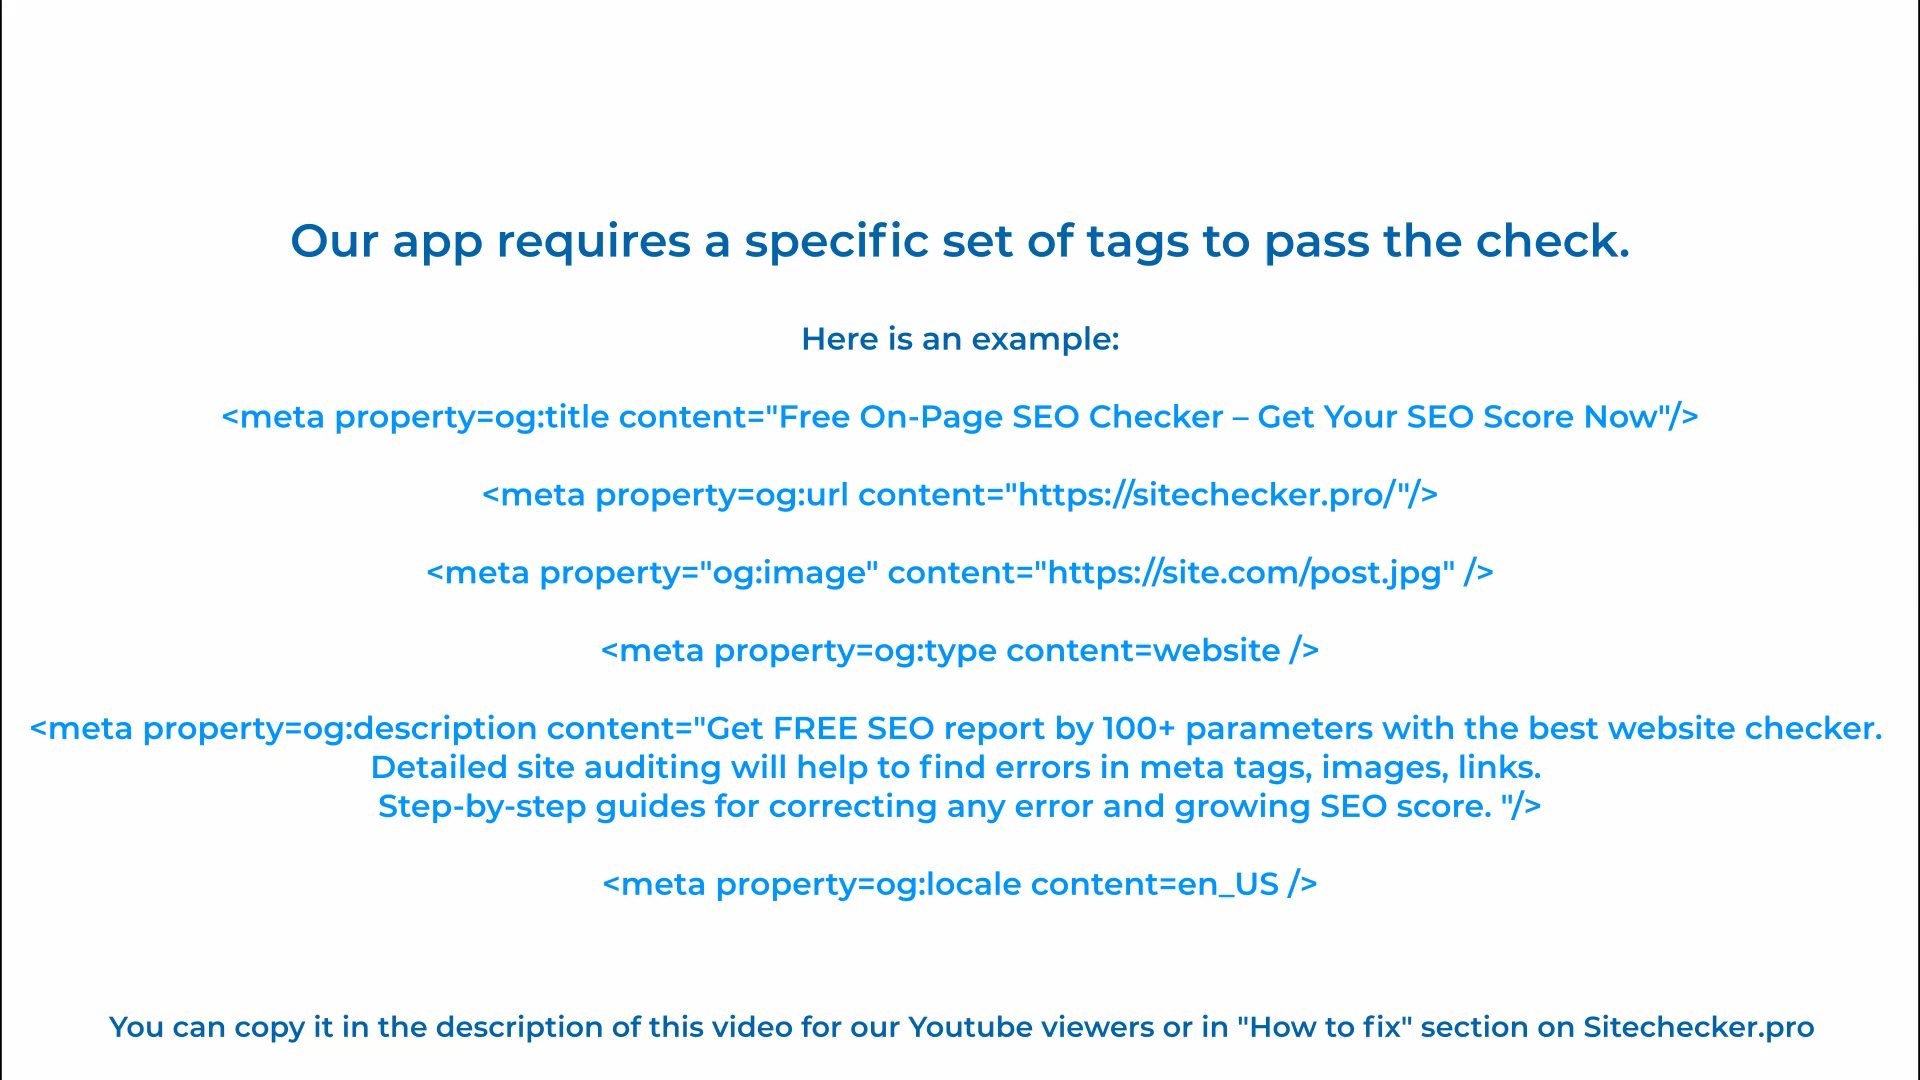 Our app requires a specific set of tags to pass the check.
Here is an example:
<meta property=og:title content="Free On-Page SEO Checker – Get Your SEO Score Now"/>
<meta property=og:url content="https://sitechecker.pro/"/>
<meta property="og:image" content="https://site.com/post.jpg" />
<meta property=og:type content=website />
<meta property=og:description content="Get FREE SEO report by 100+ parameters with the best website checker.
Detailed site auditing will help to find errors in meta tags, images, links.
Step-by-step guides for correcting any error and growing SEO score. "/>
<meta property=og:locale content=en_US />
You can copy it in the description of this video for our Youtube viewers or in "How to fix" section on Sitechecker.pro